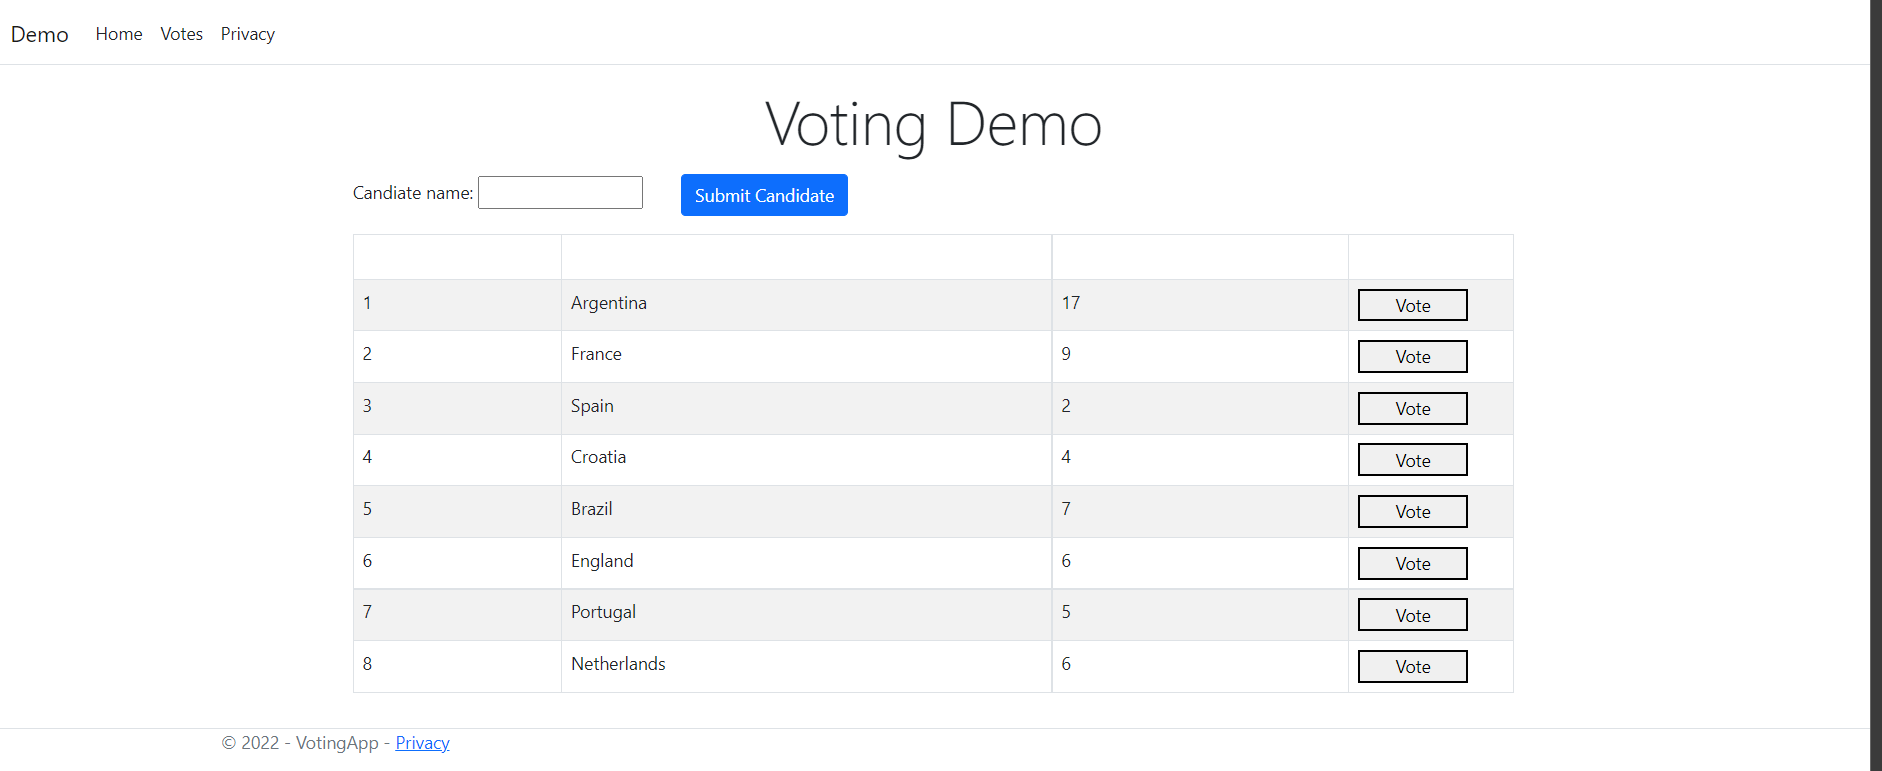 Demo Home Votes Privacy
Voting Demo
Candiate name: Submit Candidate
1 Argentina 17 Vote
2 France 9 Vote
3 Spain 2 Vote
4 Croatia 4 Vote
5 Brazil 7 Vote
6 England 6 Vote
7 Portugal 5 Vote
8 Netherlands 6 Vote
© 2022 - VotingApp - Privacy